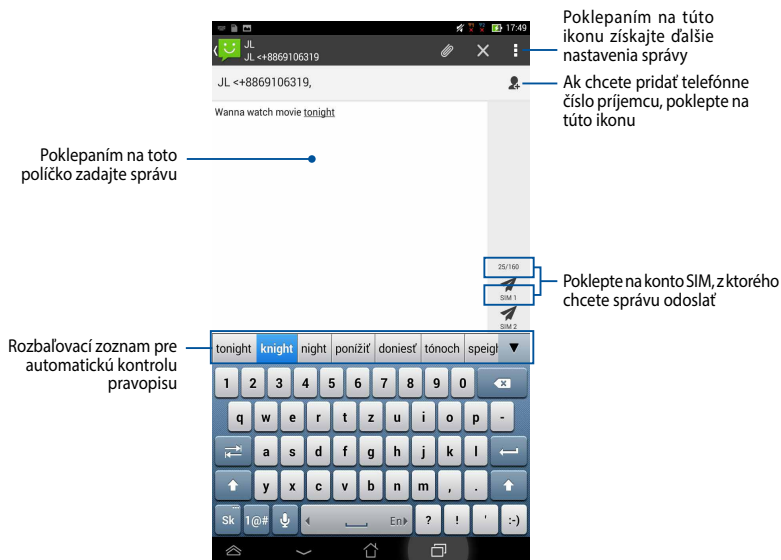 17:49
JL
JL <+8869106319
JL <+8869106319,
Wanna watch movie tonight
25/160
SIM 1
SIM 2
tonight knight night ponížiť doniesť tónoch speigh
1 2 3 4 5 6 7 8 9 0
q w e r t z u i o p -
a s d f g h j k l
y x c v b n m , .
Sk 1@# En ? ! ' :-)
Poklepaním na túto
ikonu získajte ďalšie
nastavenia správy
Ak chcete pridať telefónne
číslo príjemcu, poklepte na
túto ikonu
Poklepaním na toto
políčko zadajte správu
Poklepte na konto SIM, z ktorého
chcete správu odoslať
Rozbaľovací zoznam pre
automatickú kontrolu
pravopisu